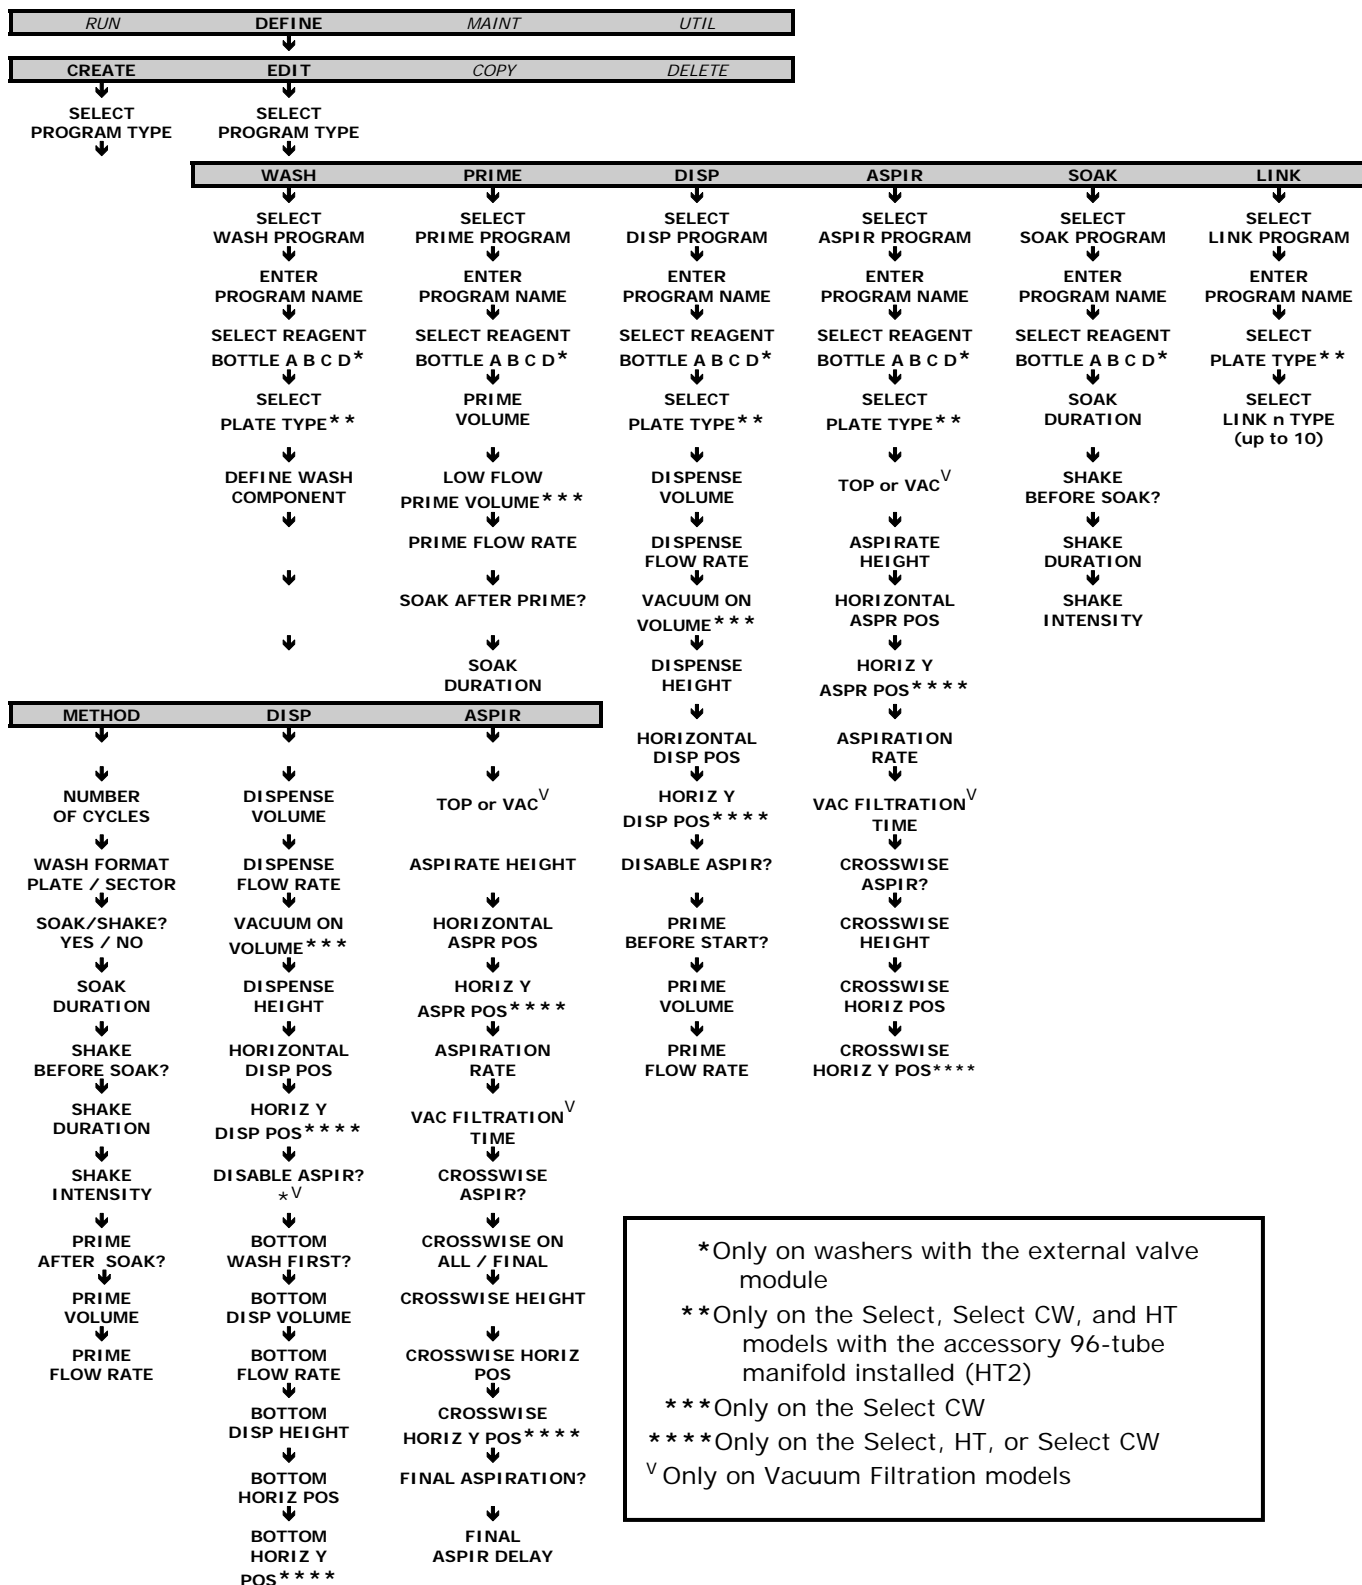 RUN DEFINE MAINT UTIL
CREATE EDIT COPY DELETE
SELECT
PROGRAM TYPE
SELECT
PROGRAM TYPE
WASH PRIME DISP ASPIR SOAK LINK
SELECT
WASH PROGRAM
ENTER
PROGRAM NAME
SELECT REAGENT
BOTTLE A B C D*
SELECT
PLATE TYPE**
DEFINE WASH
COMPONENT
SELECT
PRIME PROGRAM
ENTER
PROGRAM NAME
SELECT REAGENT
BOTTLE A B C D*
PRIME
VOLUME
LOW FLOW
PRIME VOLUME***
PRIME FLOW RATE
SOAK AFTER PRIME?
SOAK
DURATION
SELECT
DISP PROGRAM
ENTER
PROGRAM NAME
SELECT REAGENT
BOTTLE A B C D*
SELECT
PLATE TYPE**
DISPENSE
VOLUME
DISPENSE
FLOW RATE
VACUUM ON
VOLUME***
DISPENSE
HEIGHT
HORIZONTAL
DISP POS
HORIZ Y
DISP POS****
DISABLE ASPIR?
PRIME
BEFORE START?
PRIME
VOLUME
PRIME
FLOW RATE
SELECT
ASPIR PROGRAM
ENTER
PROGRAM NAME
SELECT REAGENT
BOTTLE A B C D*
SELECT
PLATE TYPE**
TOP or VAC V
ASPIRATE
HEIGHT
HORIZONTAL
ASPR POS
HORIZ Y
ASPR POS****
ASPIRATION
RATE
VAC FILTRATION V
TIME
CROSSWISE
ASPIR?
CROSSWISE
HEIGHT
CROSSWISE
HORIZ POS
CROSSWISE
HORIZ Y POS****
SELECT
SOAK PROGRAM
ENTER
PROGRAM NAME
SELECT REAGENT
BOTTLE A B C D*
SOAK
DURATION
SHAKE
BEFORE SOAK?
SHAKE
DURATION
SHAKE
INTENSITY
SELECT
LINK PROGRAM
ENTER
PROGRAM NAME
SELECT
PLATE TYPE**
SELECT
LINK n TYPE
(up to 10)
METHOD DISP ASPIR
NUMBER
OF CYCLES
WASH FORMAT
PLATE / SECTOR
SOAK/SHAKE?
YES / NO
SOAK
DURATION
SHAKE
BEFORE SOAK?
SHAKE
DURATION
SHAKE
INTENSITY
PRIME
AFTER SOAK?
PRIME
VOLUME
PRIME
FLOW RATE
DISPENSE
VOLUME
DISPENSE
FLOW RATE
VACUUM ON
VOLUME***
DISPENSE
HEIGHT
HORIZONTAL
DISP POS
HORIZ Y
DISP POS****
DISABLE ASPIR?
*V
BOTTOM
WASH FIRST?
BOTTOM
DISP VOLUME
BOTTOM
FLOW RATE
BOTTOM
DISP HEIGHT
BOTTOM
HORIZ POS
BOTTOM
HORIZ Y
POS****
TOP or VAC V
ASPIRATE HEIGHT
HORIZONTAL
ASPR POS
HORIZ Y
ASPR POS****
ASPIRATION
RATE
VAC FILTRATION V
TIME
CROSSWISE
ASPIR?
CROSSWISE ON
ALL / FINAL
CROSSWISE HEIGHT
CROSSWISE HORIZ
POS
CROSSWISE
HORIZ Y POS****
FINAL ASPIRATION?
FINAL
ASPIR DELAY
*Only on washers with the external valve
module
**Only on the Select, Select CW, and HT
models with the accessory 96-tube
manifold installed (HT2)
***Only on the Select CW
****Only on the Select, HT, or Select CW
V Only on Vacuum Filtration models